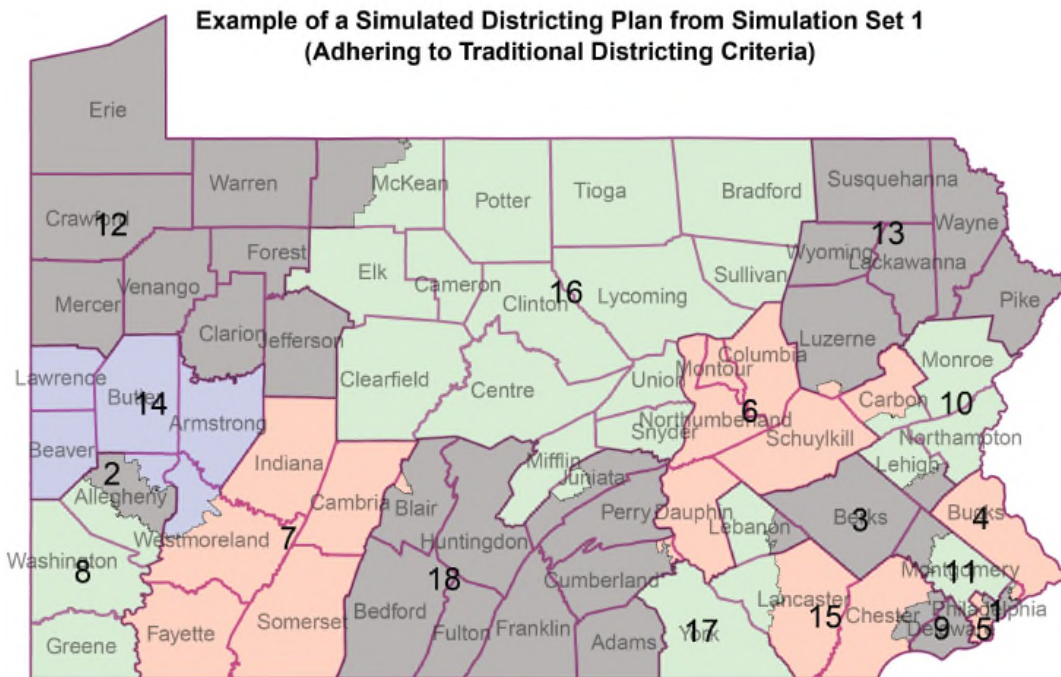 Example of a Simulated Districting Plan from Simulation Set 1
(Adhering to Traditional Districting Criteria)
Erie
Warren
McKean
Potter
Tioga
Bradford
Susquehanna
Wayne
Crawford
12
Forest
Wyoming
13
Lackawanna
Elk
Cameron
Sullivan
Mercer
Venango
Clinton
16
Lycoming
Pike
Clarion
Jefferson
Luzerne
Columbia
Monroe
Lawrence
Butler
14
Clearfield
Centre
Union
Montour
Carbon
10
Armstrong
6
Northumberland
Snyder
Schuylkill
Northampton
Beaver
Indiana
Mifflin
Lehigh
2
Allegheny
Juniata
Cambria
Blair
Perry
Dauphin
Lebanon
Berks
3
Bucks
4
Westmoreland
7
Huntingdon
Washington
8
18
Cumberland
Lancaster
Montgomery
11
Bedford
Somerset
Fayette
Fulton
Franklin
Adams
York
17
15
Chester
Philadelphia
1
Delaware
9
5
Greene